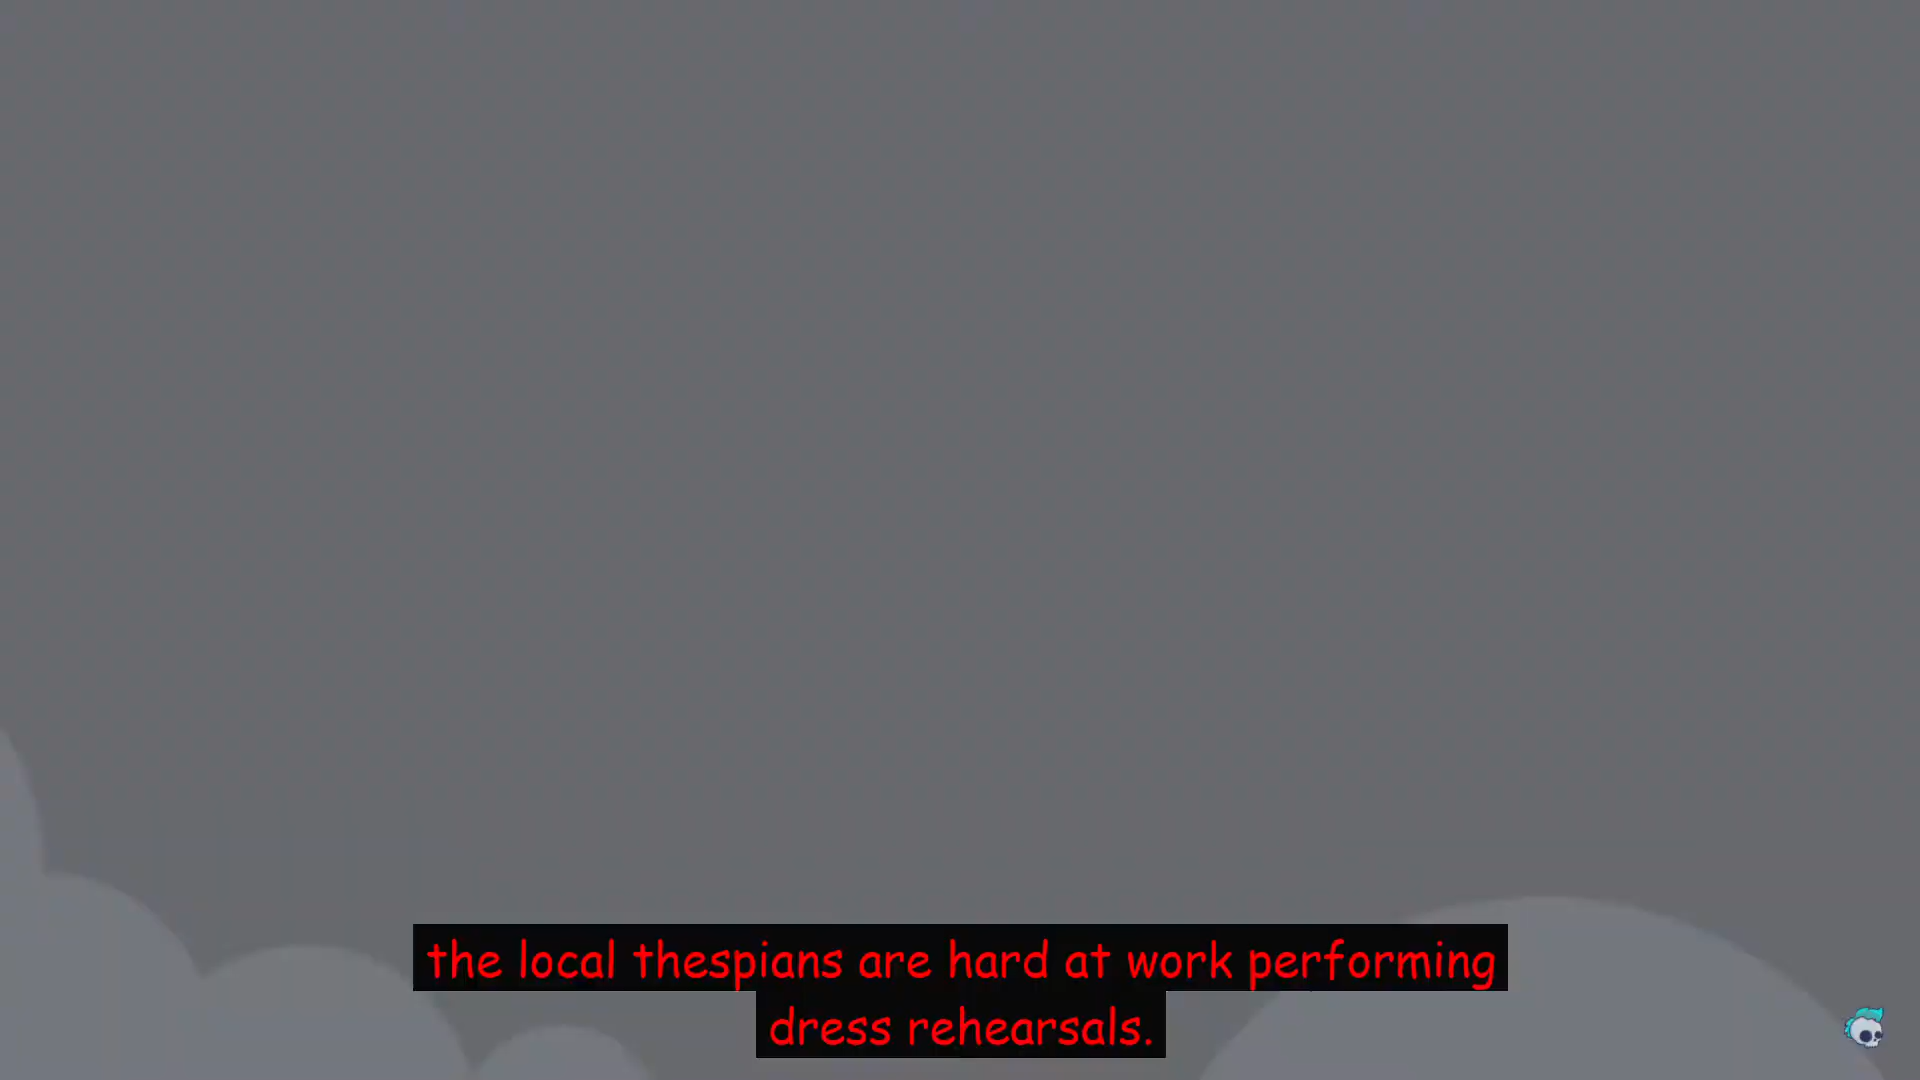 the local thespians are hard at work performing
dress rehearsals.